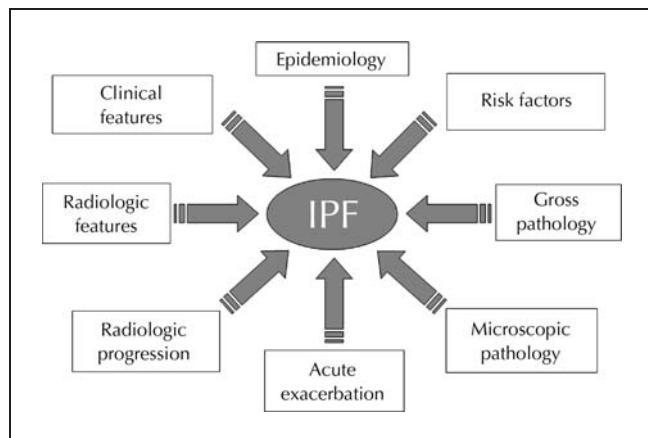 Epidemiology
Clinical
features
Risk factors
Radiologic
features
IPF
Gross
pathology
Radiologic
progression
Acute
exacerbation
Microscopic
pathology